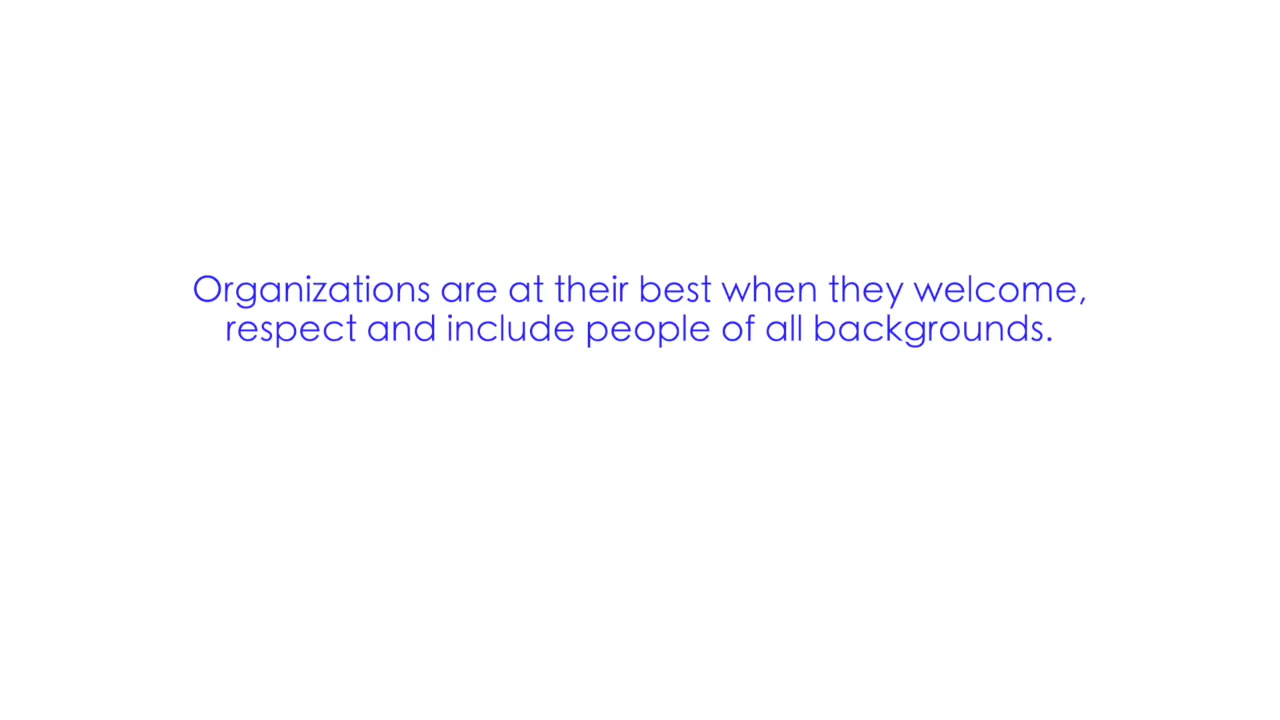 Organizations are at their best when they welcome,
respect and include people of all backgrounds.